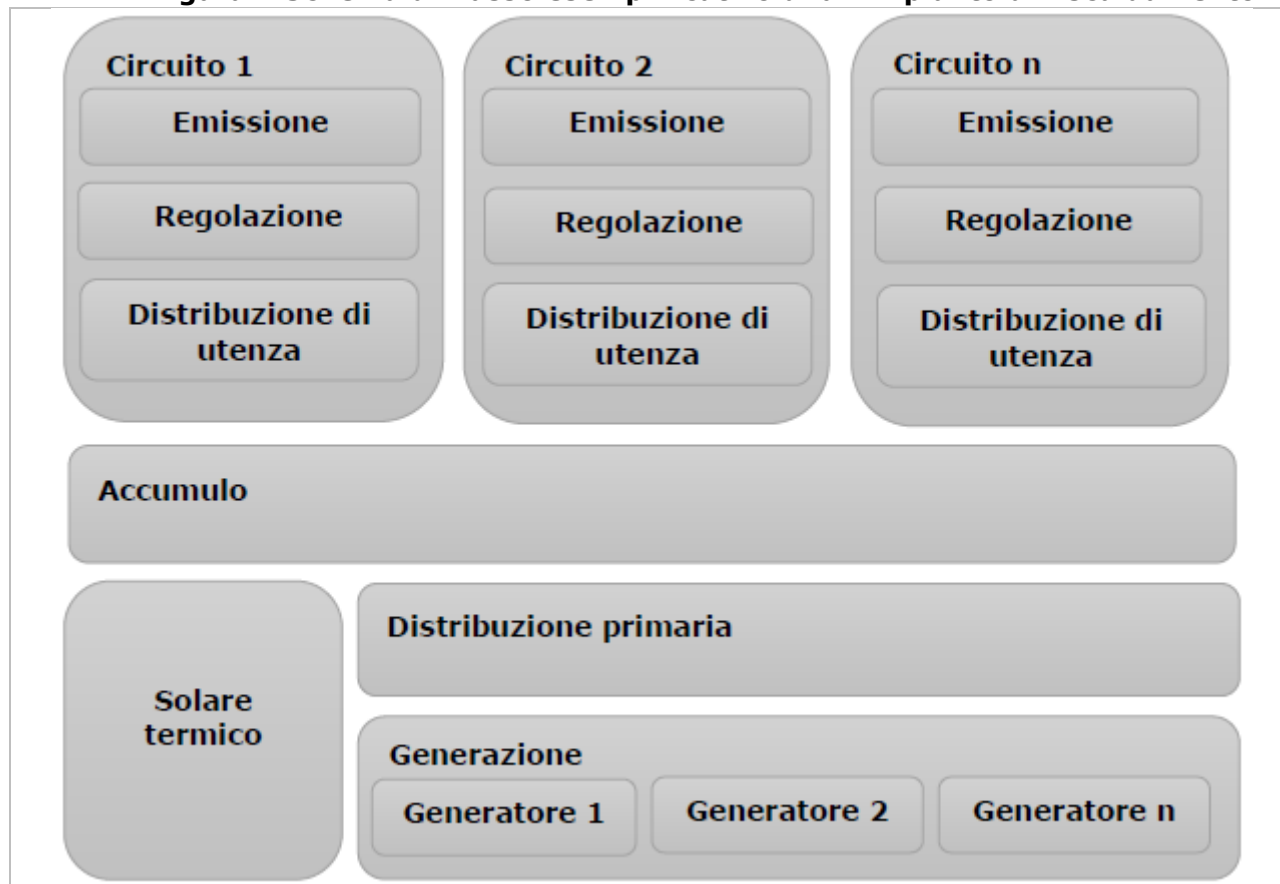 Circuito 1
Emissione
Regolazione
Distribuzione di
utenza
Circuito 2
Emissione
Regolazione
Distribuzione di
utenza
Circuito n
Emissione
Regolazione
Distribuzione di
utenza
Accumulo
Solare
termico
Distribuzione primaria
Generazione
Generatore 1
Generatore 2
Generatore n